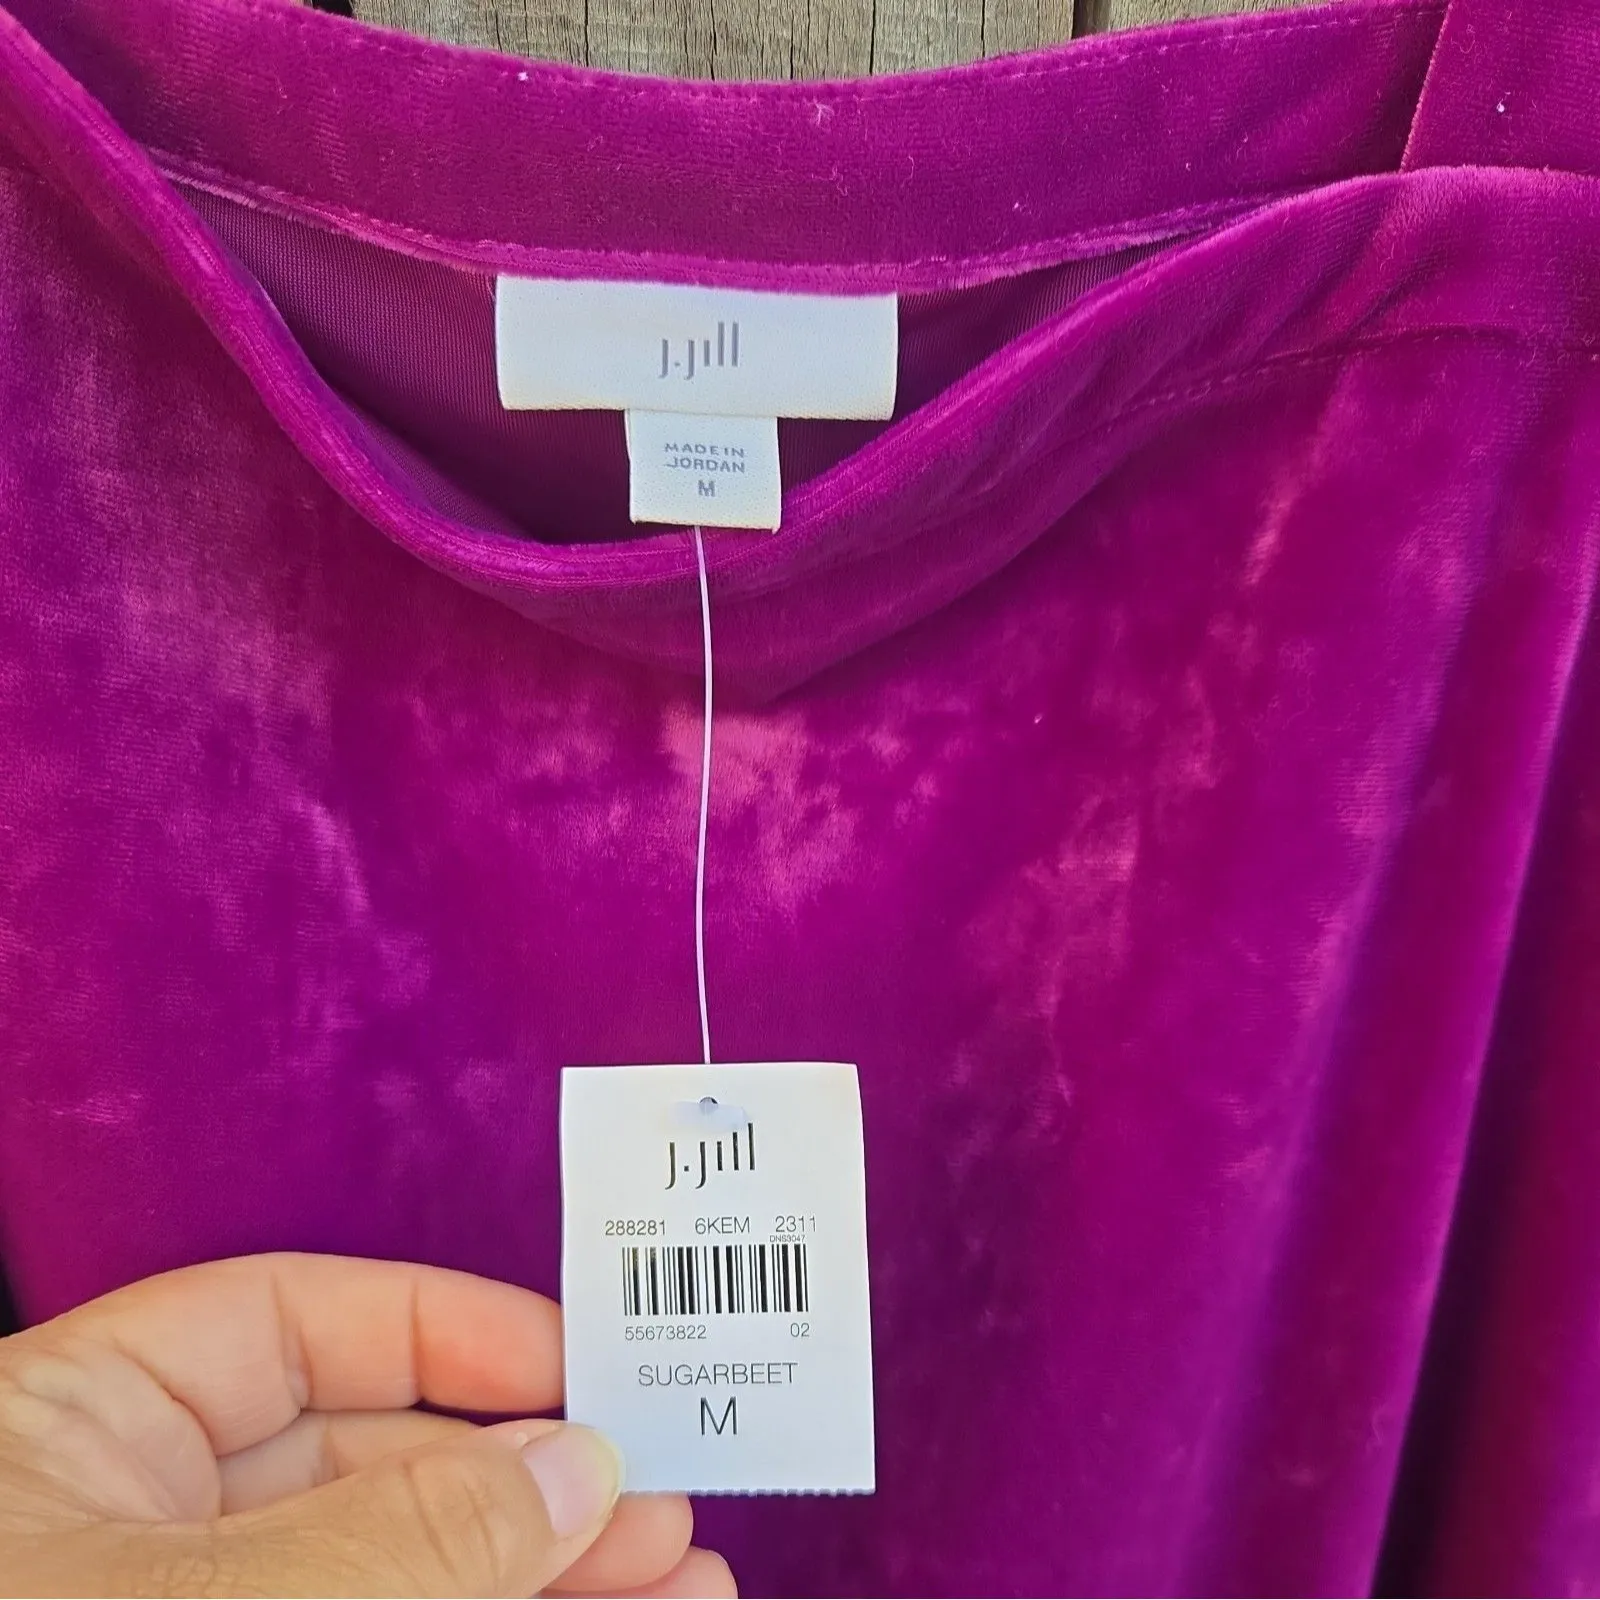 J.Jill
MADE IN
JORDAN
M
J.Jill
288281 6KEM 2311
DNS3047
55673822 02
SUGARBEET
M